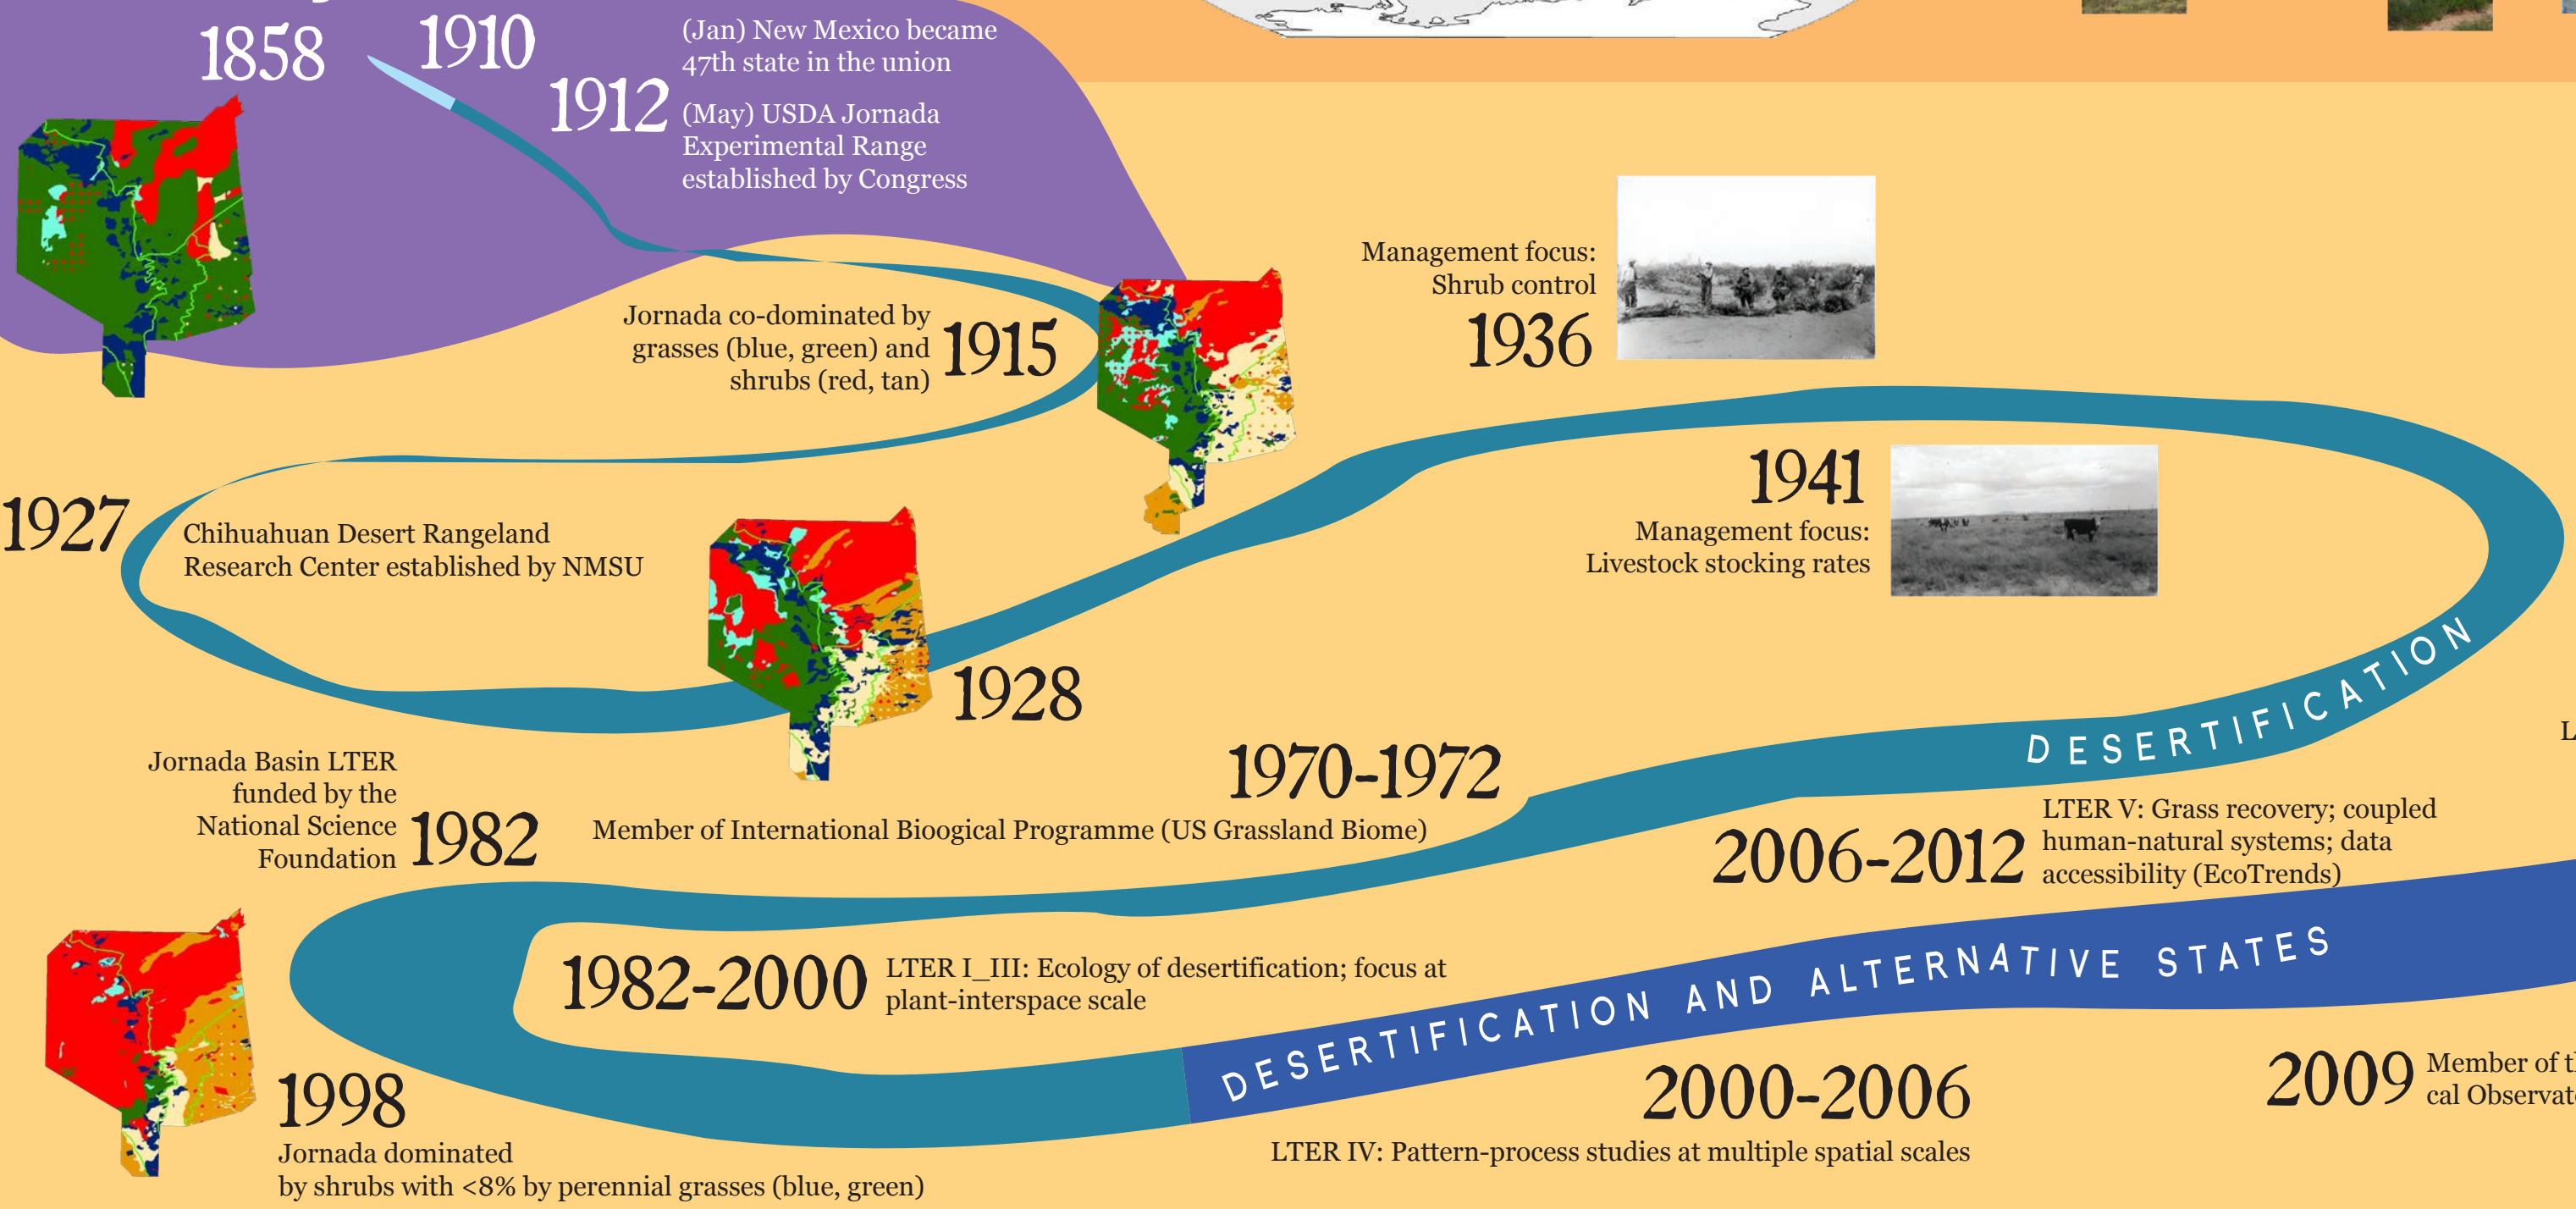 1858
1910
1912
(Jan) New Mexico became
47th state in the union
(May) USDA Jornada
Experimental Range
established by Congress
Jornada co-dominated by
grasses (blue, green) and
shrubs (red, tan)
1915
Management focus:
Shrub control
1936
1927
Chihuahuan Desert Rangeland
Research Center established by NMSU
1941
Management focus:
Livestock stocking rates
1928
DESERTIFICATION
1970-1972
Member of International Bioogical Programme (US Grassland Biome)
Jornada Basin LTER
funded by the
National Science
Foundation
1982
2006-2012
LTER V: Grass recovery; coupled
human-natural systems; data
accessibility (EcoTrends)
1982-2000
LTER I_III: Ecology of desertification; focus at
plant-interspace scale
DESERTIFICATION AND ALTERNATIVE STATES
1998
Jornada dominated
by shrubs with <8% by perennial grasses (blue, green)
2000-2006
LTER IV: Pattern-process studies at multiple spatial scales
2009
Member of
cal